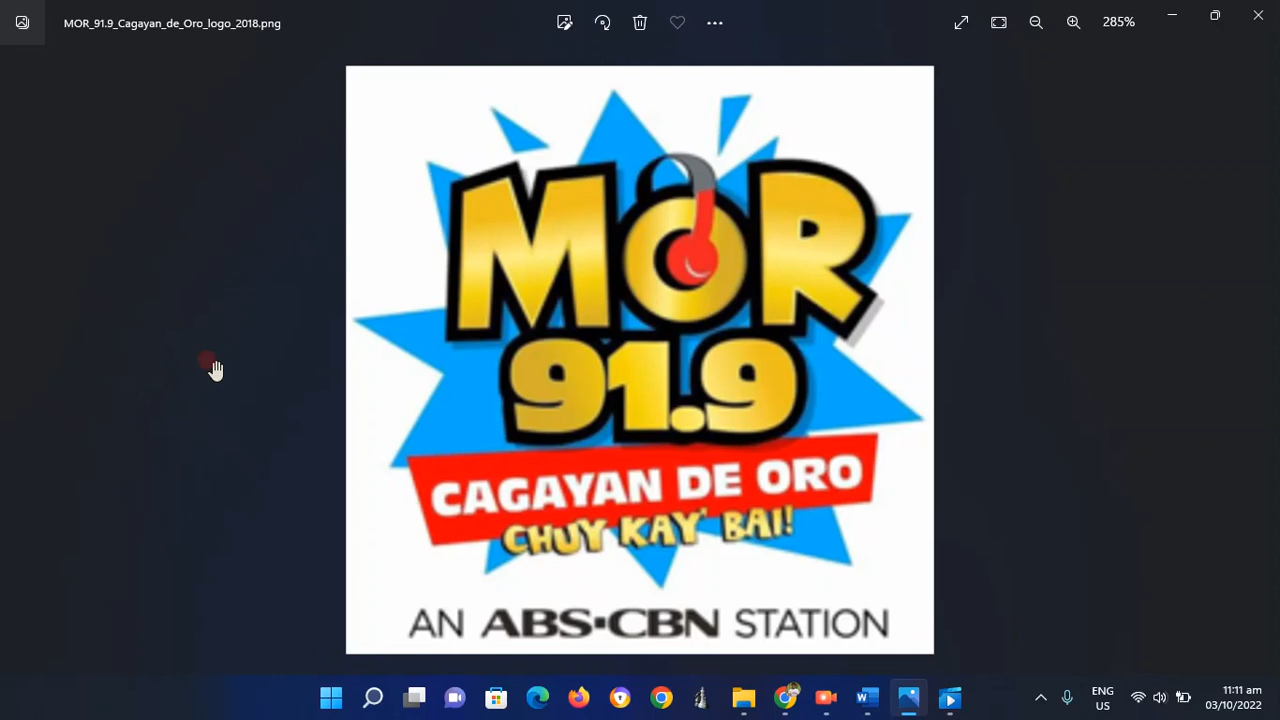 MOR_91.9_Cagayan_de_Oro_logo_2018.png
285%
MOR
91.9
CAGAYAN DE ORO
CHUY KAY' BAI!
AN ABS-CBN STATION
ENG
US
11:11 am
03/10/2022